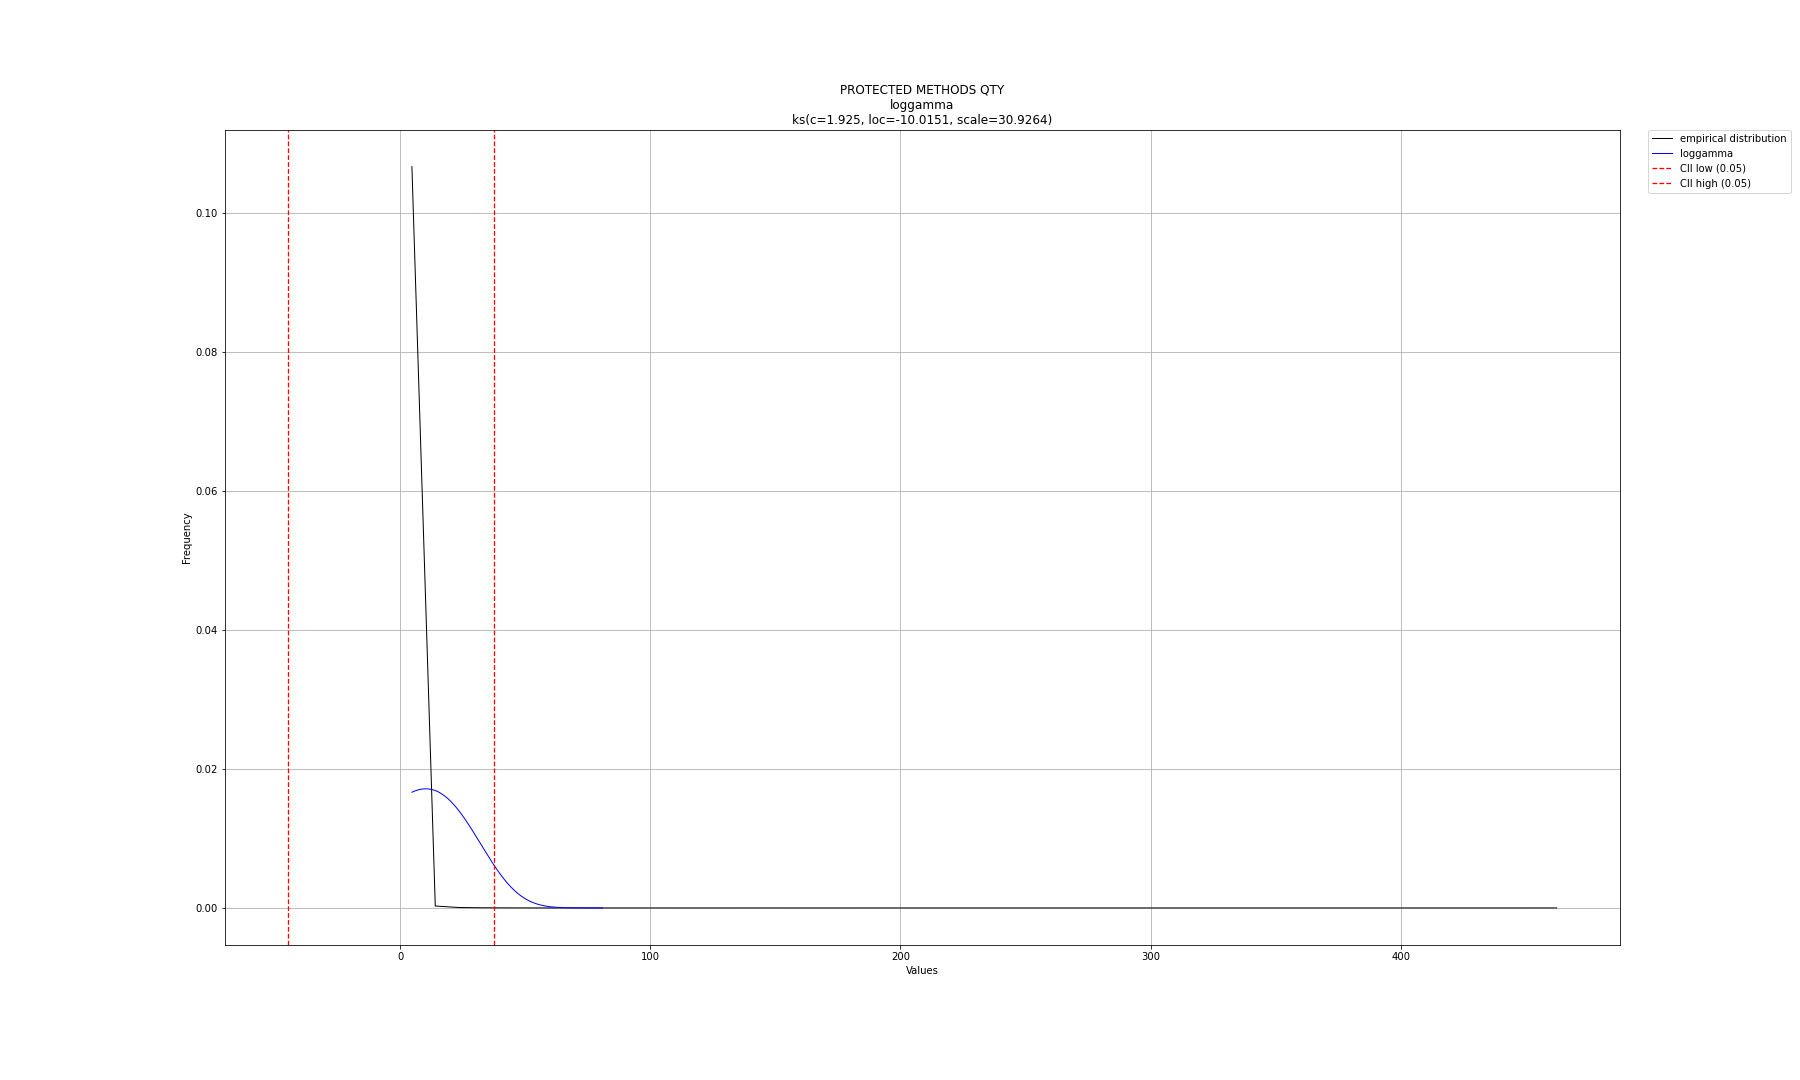 PROTECTED METHODS QTY
loggamma
ks(c=1.925, loc=-10.0151, scale=30.9264)
empirical distribution
loggamma
CII low (0.05)
CII high (0.05)
0.10
0.08
0.06
0.04
0.02
0.00
Frequency
0 100 200 300 400
Values